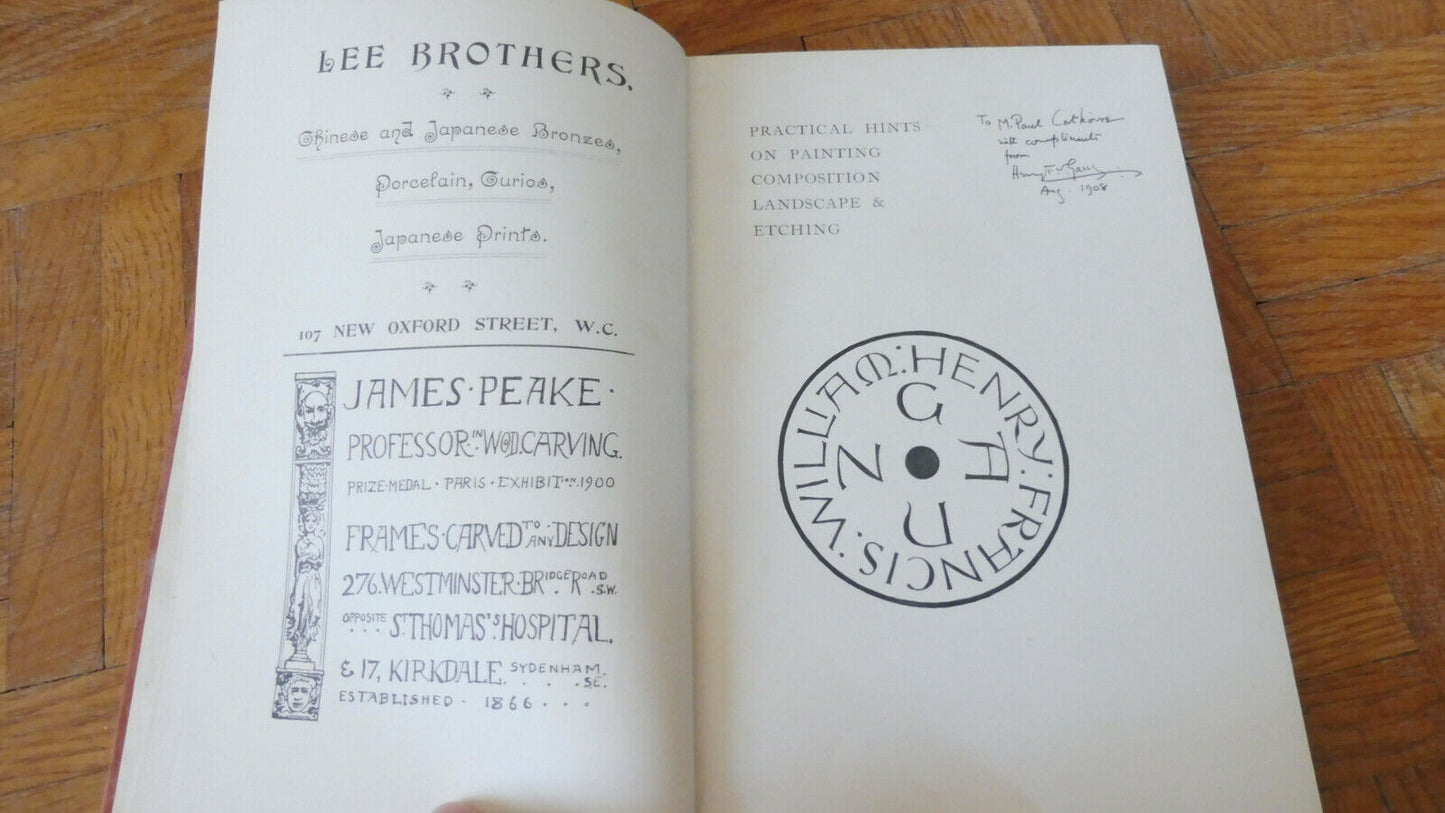 LEE BROTHERS.
Chinese and Japanese Bronzes,
Porcelain, Curios,
Japanese Prints.
107 NEW OXFORD STREET, W.C.
JAMES · PEAKE ·
PROFESSOR · IN · WOOD. CARVING.
PRIZE · MEDAL · PARIS · EXHIBITION · 1900
FRAMES · CARVED TO ANY · DESIGN
276. WESTMINSTER · BRIDGE ROAD S.W.
OPPOSITE ... ST THOMAS'S HOSPITAL.
& 17, KIRKDALE. SYDENHAM. S.E.
ESTABLISHED · 1866 . . .
PRACTICAL HINTS
ON PAINTING
COMPOSITION
LANDSCAPE &
ETCHING
To M. Paul
with compliments
from
Henry
Aug. 1908
WILLIAM : HENRY : FRANCIS :
GANZ